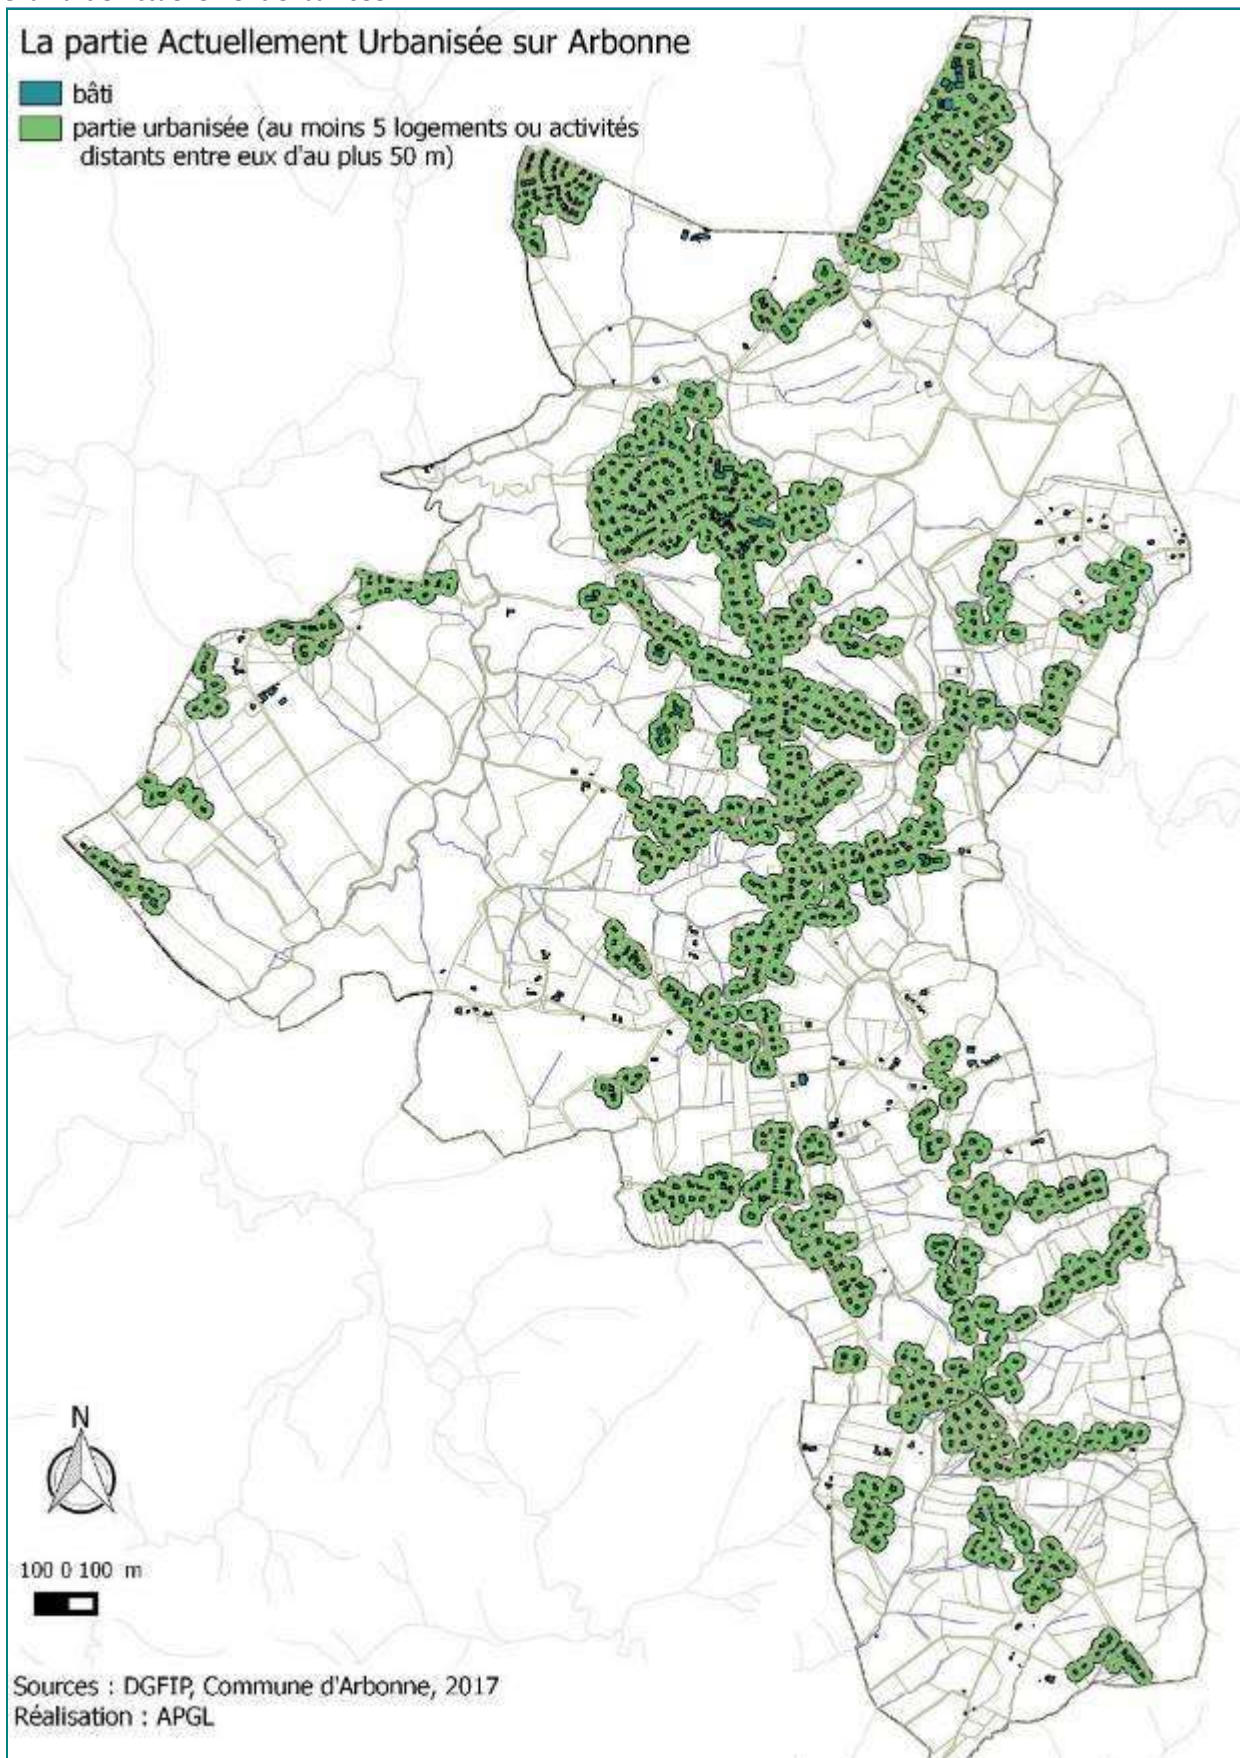 La partie Actuellement Urbanisée sur Arbonne
bâti
partie urbanisée (au moins 5 logements ou activités
distants entre eux d'au plus 50 m)
N
100 0 100 m
Sources : DGFIP, Commune d'Arbonne, 2017
Réalisation : APGL